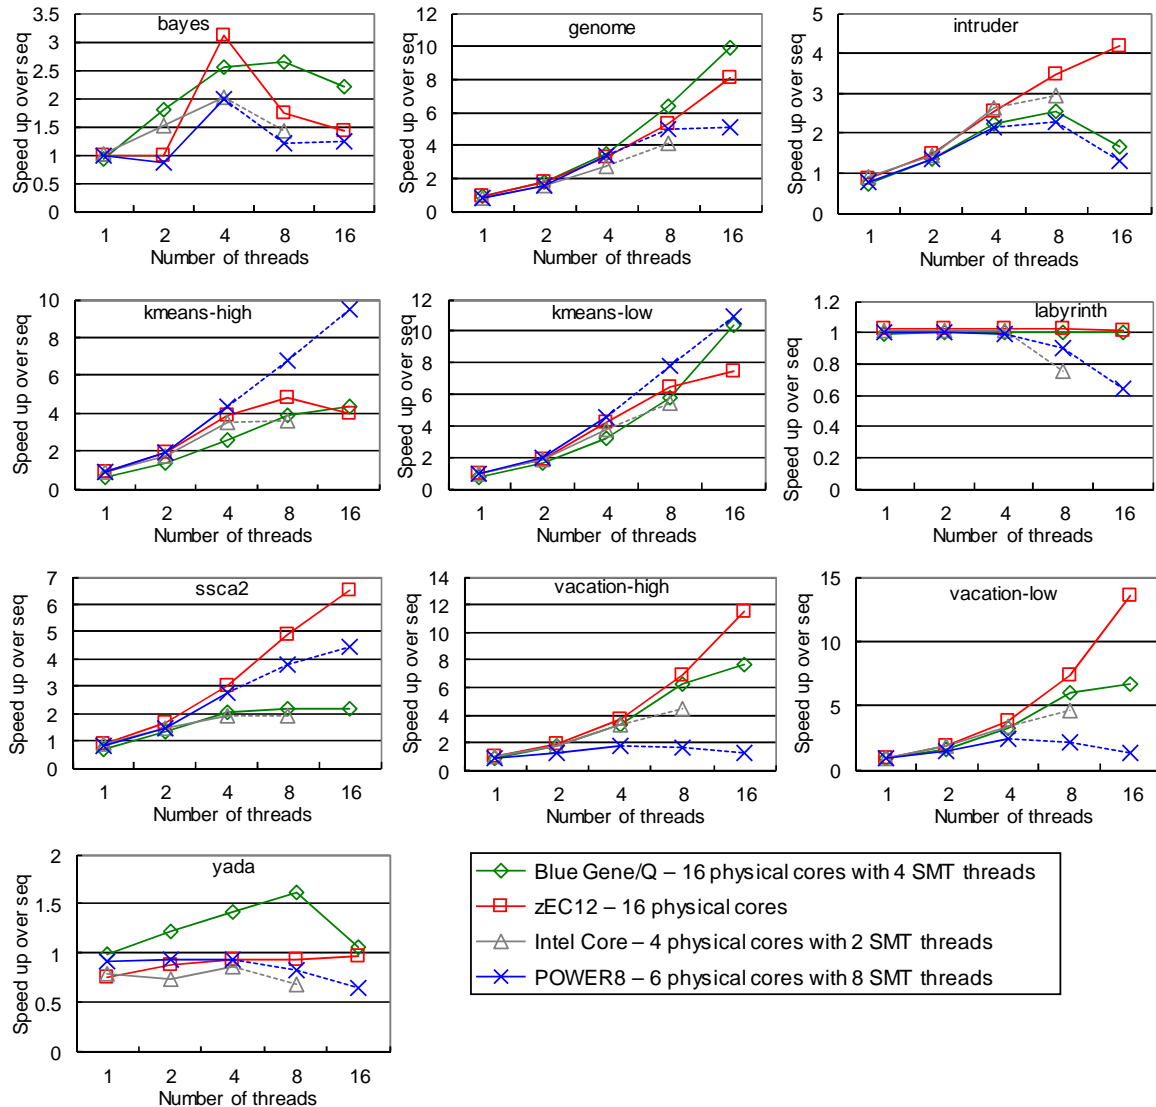 bayes
Speed up over seq
3.5
3
2.5
2
1.5
1
0.5
0
1 2 4 8 16
Number of threads
genome
Speed up over seq
12
10
8
6
4
2
0
1 2 4 8 16
Number of threads
intruder
Speed up over seq
5
4
3
2
1
0
1 2 4 8 16
Number of threads
kmeans-high
Speed up over seq
10
8
6
4
2
0
1 2 4 8 16
Number of threads
kmeans-low
Speed up over seq
12
10
8
6
4
2
0
1 2 4 8 16
Number of threads
labyrinth
Speed up over seq
1.2
1
0.8
0.6
0.4
0.2
0
1 2 4 8 16
Number of threads
ssca2
Speed up over seq
7
6
5
4
3
2
1
0
1 2 4 8 16
Number of threads
vacation-high
Speed up over seq
14
12
10
8
6
4
2
0
1 2 4 8 16
Number of threads
vacation-low
Speed up over seq
15
10
5
0
1 2 4 8 16
Number of threads
yada
Speed up over seq
2
1.5
1
0.5
0
1 2 4 8 16
Number of threads
Blue Gene/Q – 16 physical cores with 4 SMT threads
zEC12 – 16 physical cores
Intel Core – 4 physical cores with 2 SMT threads
POWER8 – 6 physical cores with 8 SMT threads